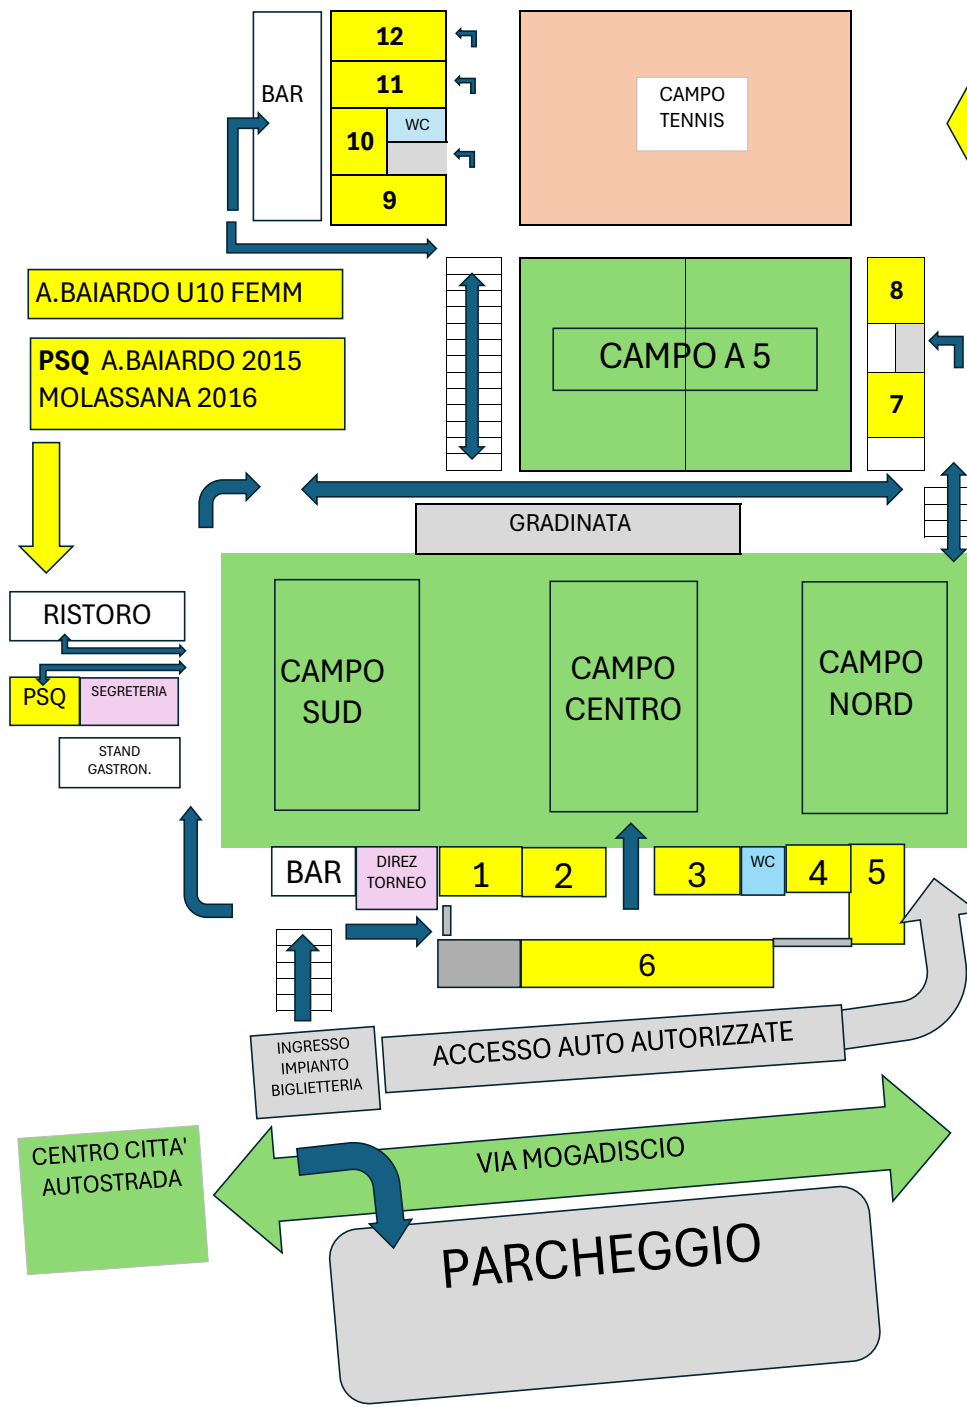 12
BAR
11
CAMPO
TENNIS
WC
10
9
A.BAIARDO U10 FEMM
8
PSQ A.BAIARDO 2015
MOLASSANA 2016
CAMPO A 5
7
GRADINATA
RISTORO
PSQ
SEGRETERIA
STAND
GASTRON.
CAMPO
SUD
CAMPO
CENTRO
CAMPO
NORD
BAR
DIREZ
TORNEO
1
2
3
WC
4
5
6
INGRESSO
IMPIANTO
BIGLIETTERIA
ACCESSO AUTO AUTORIZZATE
CENTRO CITTA'
AUTOSTRADA
VIA MOGADISCIO
PARCHEGGIO